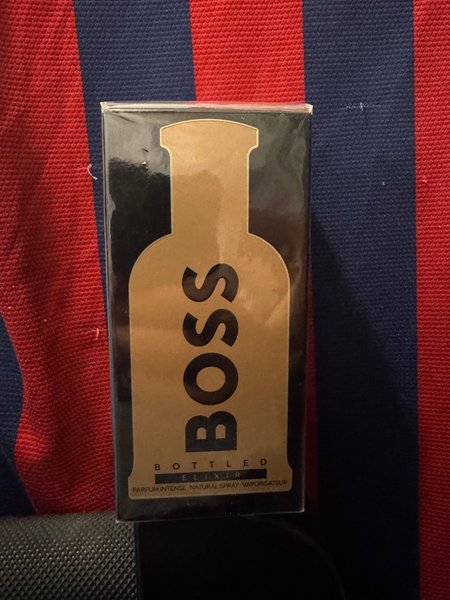 BOSS
BOTTLED
ELIXIR
PARFUM INTENSE NATURAL SPRAY VAPORISATEUR